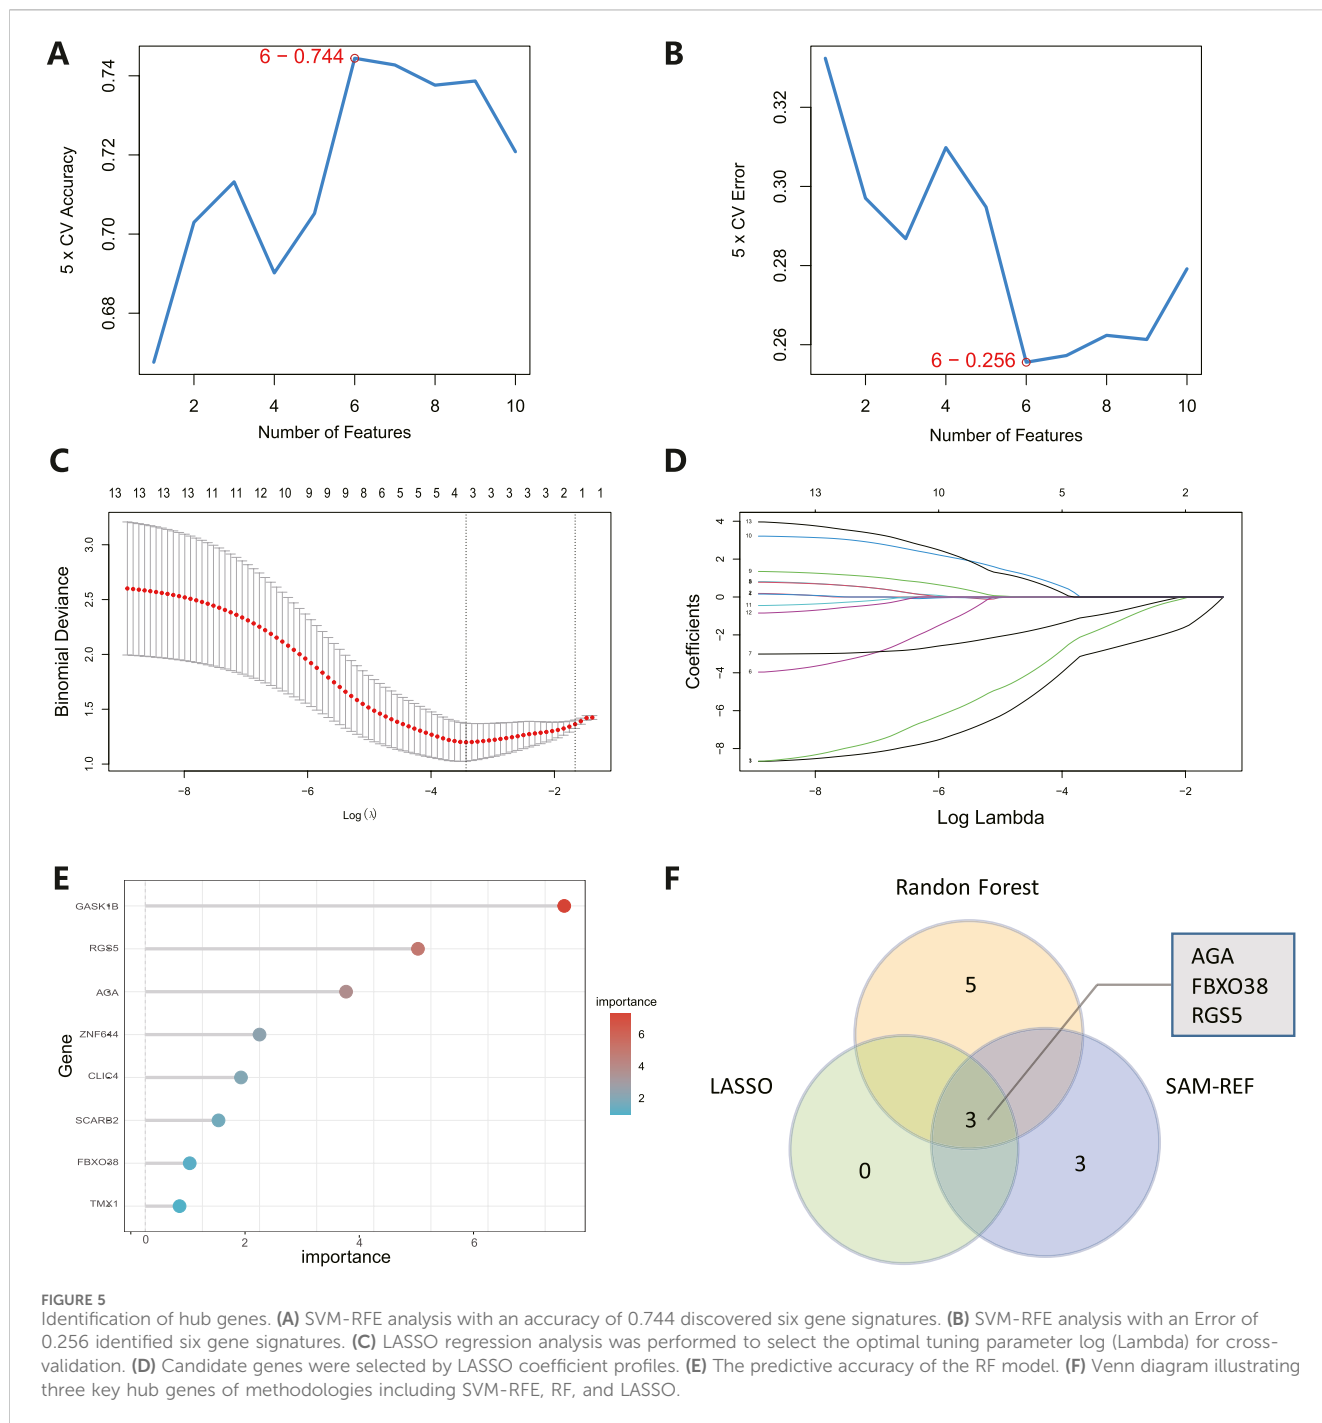 A
6 − 0.744
5 x CV Accuracy
0.74
0.72
0.70
0.68
2 4 6 8 10
Number of Features
B
6 − 0.256
5 x CV Error
0.32
0.30
0.28
0.26
2 4 6 8 10
Number of Features
C
13 13 13 13 11 11 12 10 9 9 9 8 6 5 5 5 4 3 3 3 3 3 2 1 1
Binomial Deviance
3.0
2.5
2.0
1.5
1.0
−8 −6 −4 −2
Log (λ)
D
13 10 5 2
Coefficients
4
2
0
−2
−4
−6
−8
13
10
9
11
12
7
6
3
−8 −6 −4 −2
Log Lambda
E
Gene
GASK1B
RGS5
AGA
ZNF644
CLIC4
SCARB2
FBXO38
TMX1
0 2 4 6
importance
importance
6
4
2
F
Randon Forest
5
AGA
FBXO38
RGS5
LASSO
SAM-REF
3
0
3
FIGURE 5
Identification of hub genes. (A) SVM-RFE analysis with an accuracy of 0.744 discovered six gene signatures. (B) SVM-RFE analysis with an Error of
0.256 identified six gene signatures. (C) LASSO regression analysis was performed to select the optimal tuning parameter log (Lambda) for cross-
validation. (D) Candidate genes were selected by LASSO coefficient profiles. (E) The predictive accuracy of the RF model. (F) Venn diagram illustrating
three key hub genes of methodologies including SVM-RFE, RF, and LASSO.